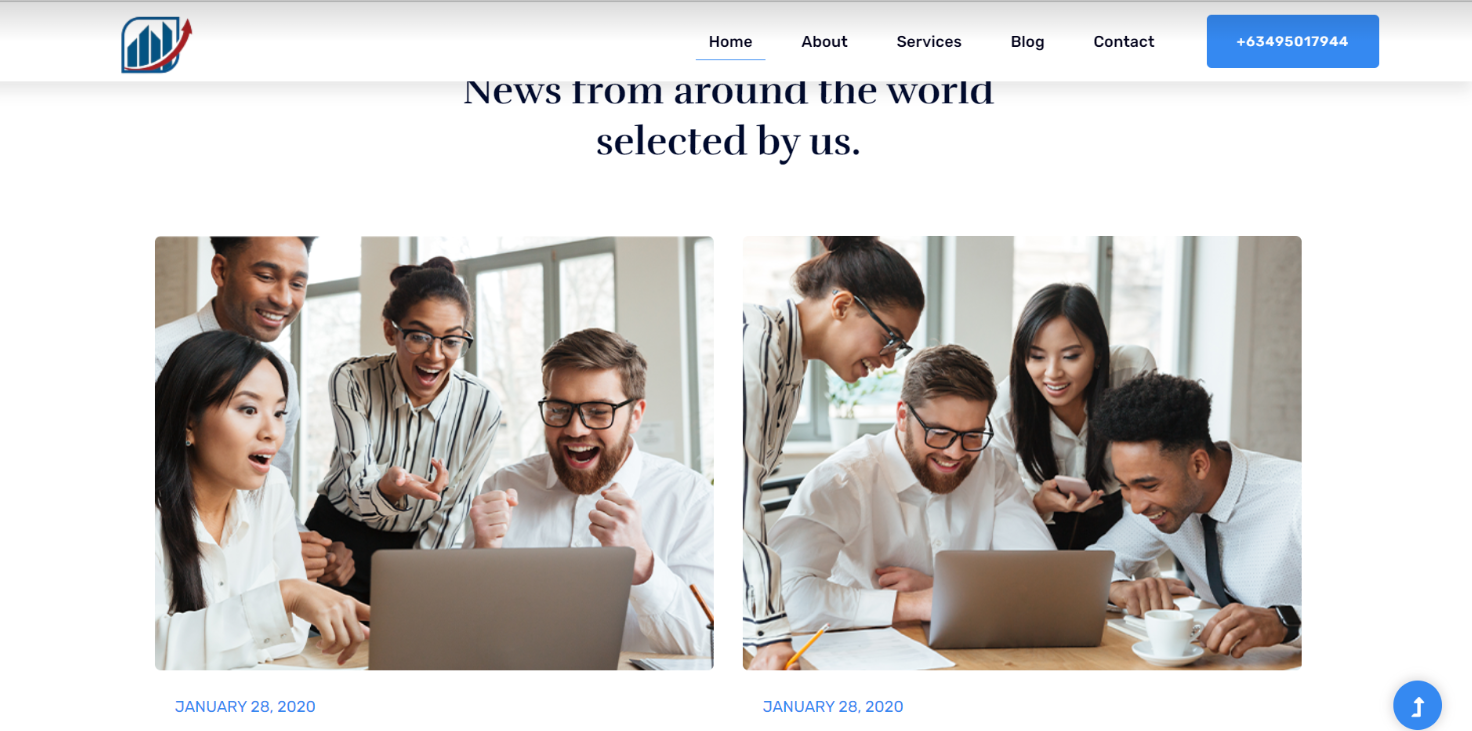 Home About Services Blog Contact +63495017944
News from around the world
selected by us.
JANUARY 28, 2020 JANUARY 28, 2020